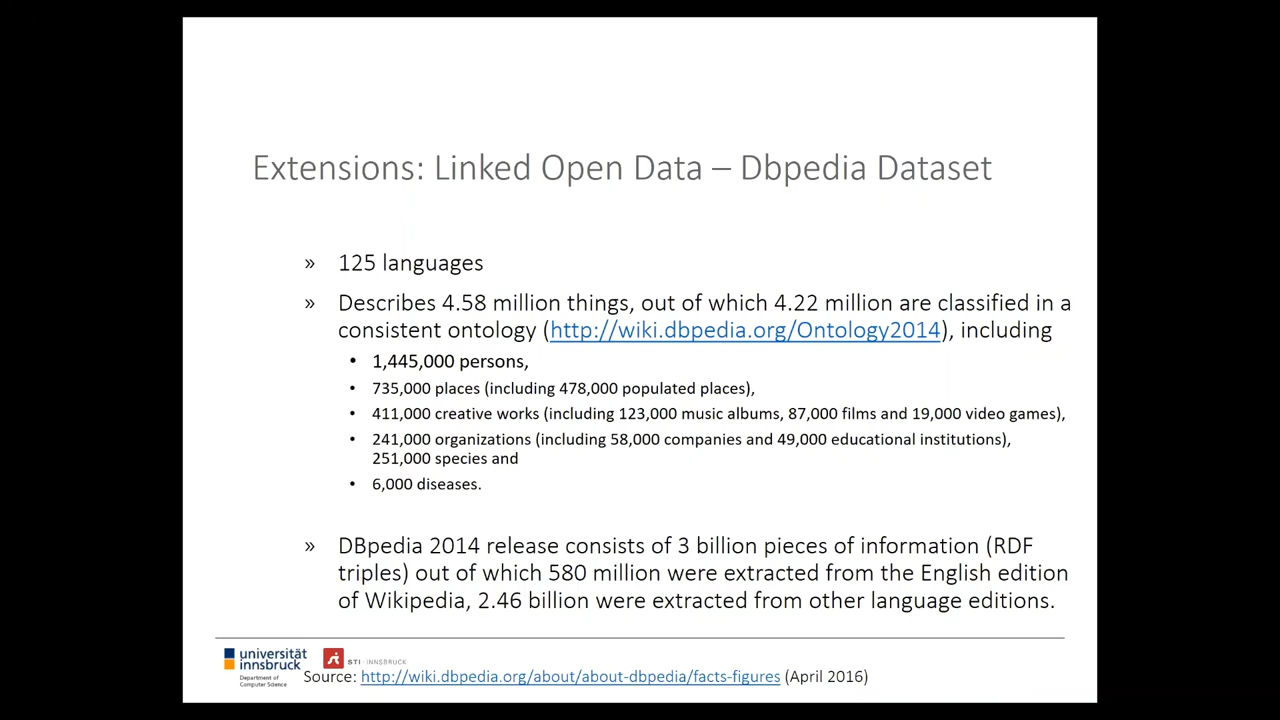 Extensions: Linked Open Data – Dbpedia Dataset
» 125 languages
» Describes 4.58 million things, out of which 4.22 million are classified in a
consistent ontology (http://wiki.dbpedia.org/Ontology2014), including
• 1,445,000 persons,
• 735,000 places (including 478,000 populated places),
• 411,000 creative works (including 123,000 music albums, 87,000 films and 19,000 video games),
• 241,000 organizations (including 58,000 companies and 49,000 educational institutions),
251,000 species and
• 6,000 diseases.
» DBpedia 2014 release consists of 3 billion pieces of information (RDF
triples) out of which 580 million were extracted from the English edition
of Wikipedia, 2.46 billion were extracted from other language editions.
universität
innsbruck
Department of
Computer Science
STI · INNSBRUCK
Source: http://wiki.dbpedia.org/about/about-dbpedia/facts-figures (April 2016)